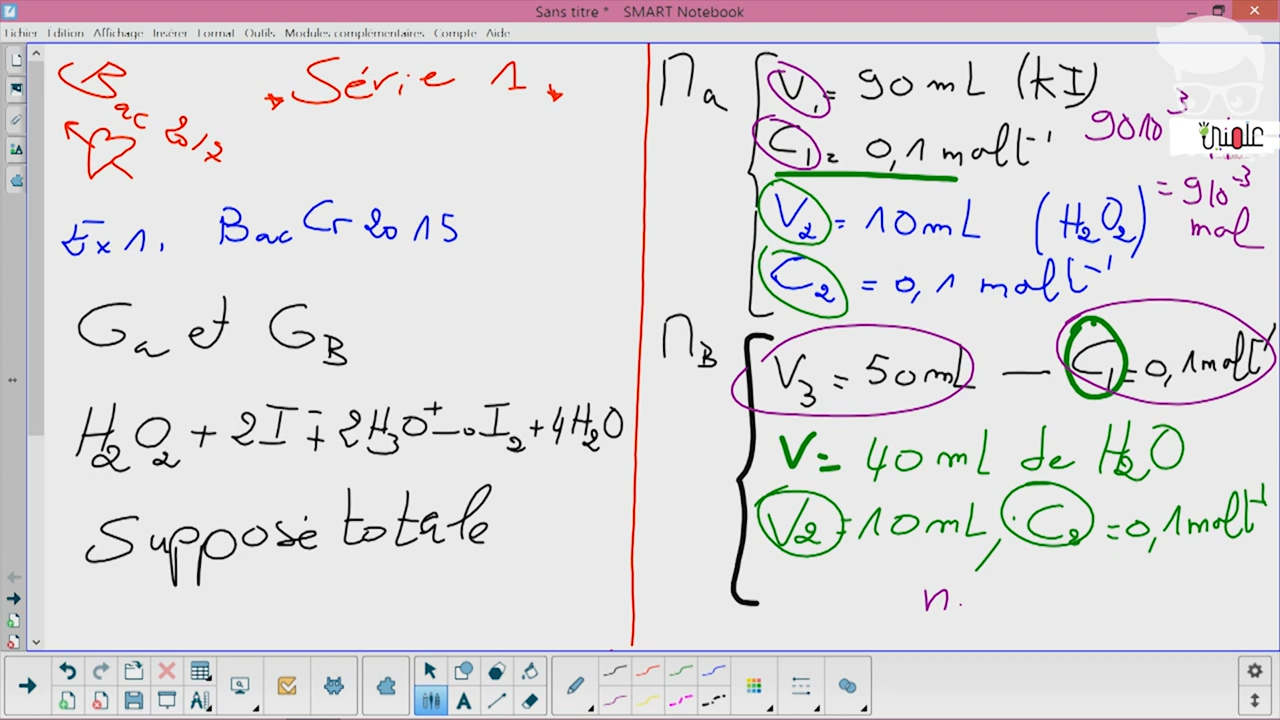 Sans titre * SMART Notebook
Fichier Édition Affichage Insérer Format Outils Modules complémentaires Compte Aide
Bac 2012
Série 1
Ex 1. Bac Cr 2015
Ga et GB
H2O2 + 2I- + 2H3O+ → I2 + 4H2O
Supposé totale
Πa
V1 = 90 mL (kI)
C1 = 0,1 mol L-1
90 10-3
= 9 10-3
mol
V2 = 10 mL (H2O2)
C2 = 0,1 mol L-1
ΠB
V3 = 50 mL — C1 = 0,1 mol L-1
V = 40 mL de H2O
V2 = 10 mL, C2 = 0,1 mol L-1
n.
علمني